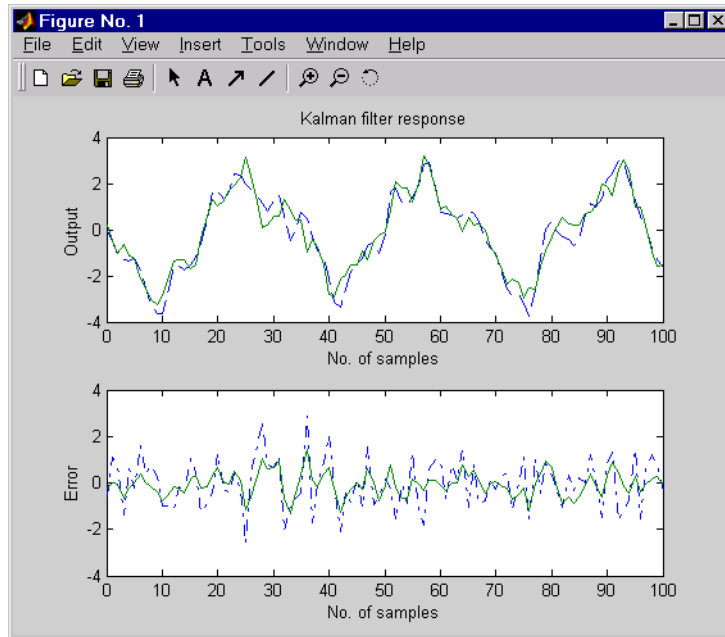 Figure No. 1
File Edit View Insert Tools Window Help
A
Kalman filter response
4
2
0
-2
-4
Output
0 10 20 30 40 50 60 70 80 90 100
No. of samples
4
2
0
-2
-4
Error
0 10 20 30 40 50 60 70 80 90 100
No. of samples